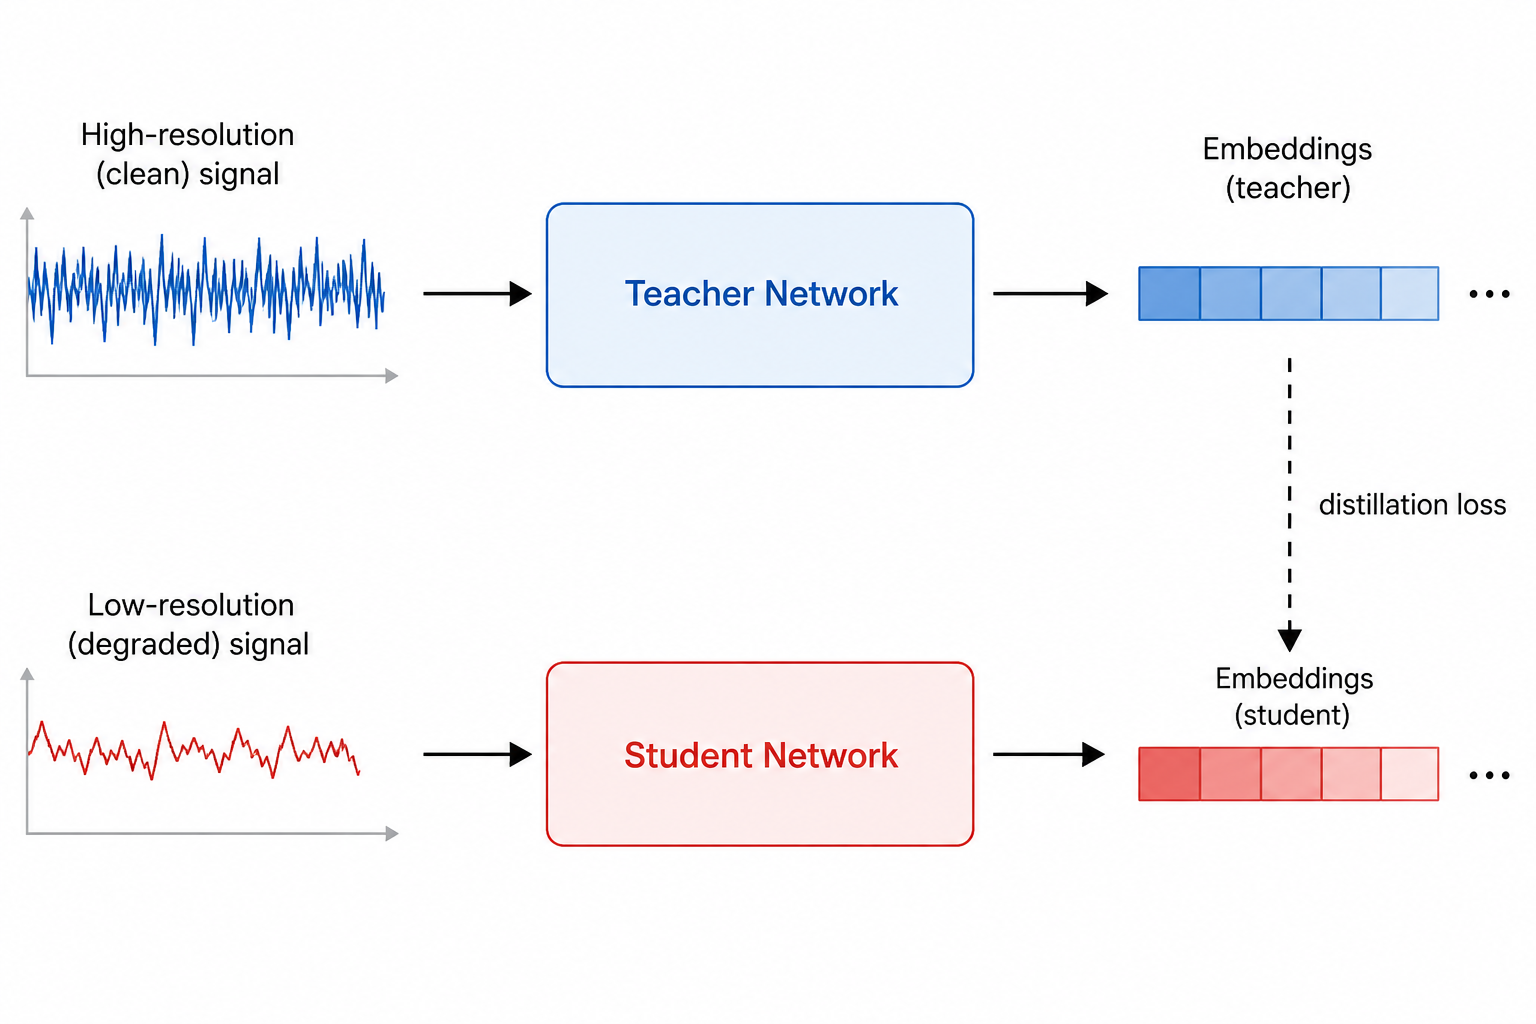 High-resolution
(clean) signal
Teacher Network
Embeddings
(teacher)
...
distillation loss
Low-resolution
(degraded) signal
Student Network
Embeddings
(student)
...